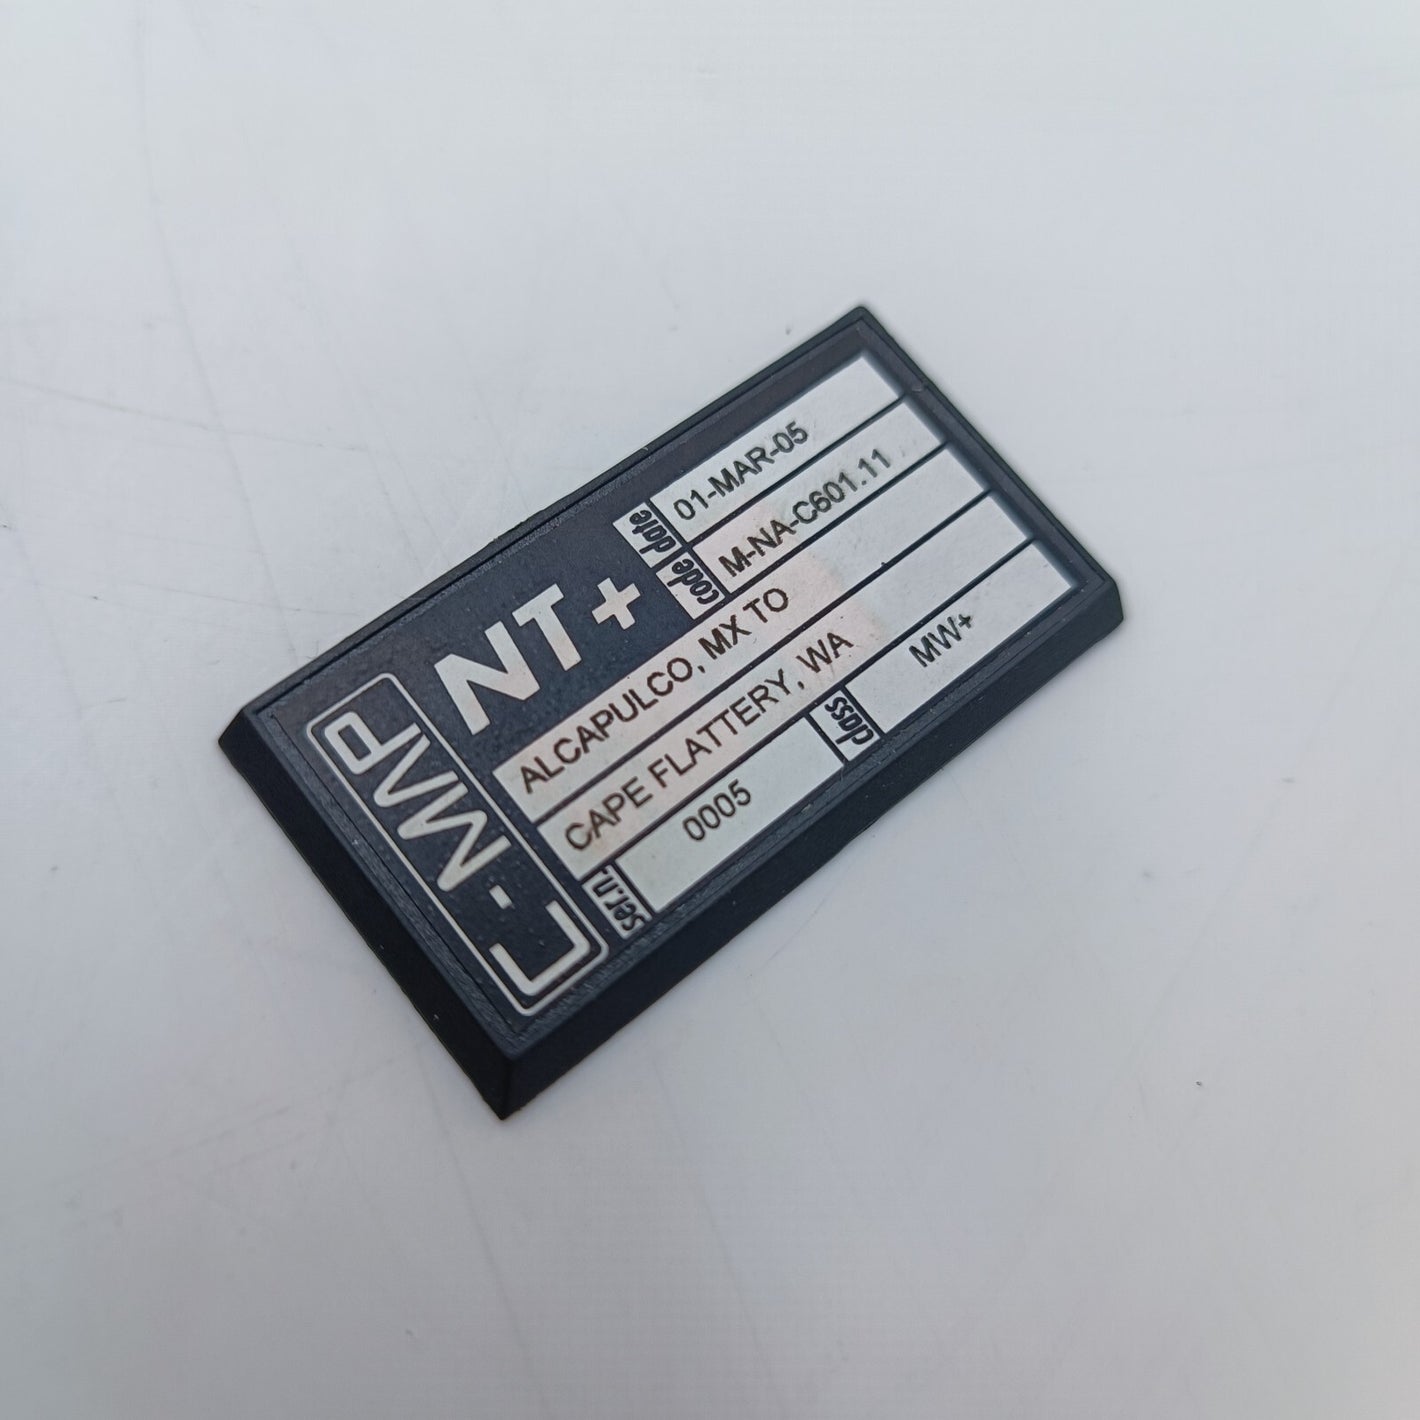 C-MAP
NT+
date 01-MAR-05
code M-NA-C601.11
ALCAPULCO, MX TO
CAPE FLATTERY, WA
ser.n. 0005 class MW+